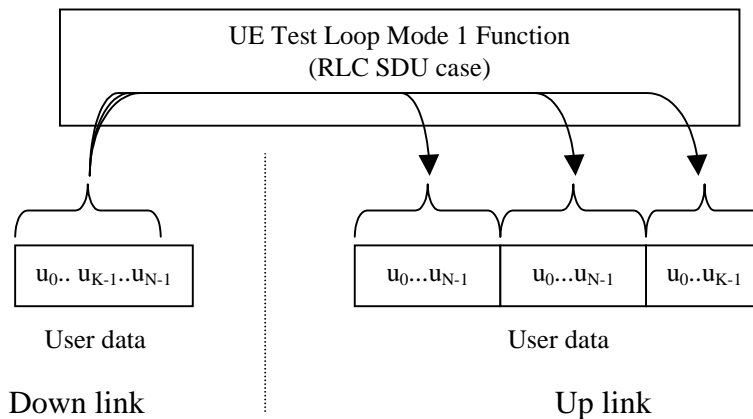 UE Test Loop Mode 1 Function
(RLC SDU case)
u0.. uK-1..uN-1
u0...uN-1
u0...uN-1
u0..uK-1
User data
User data
Down link
Up link